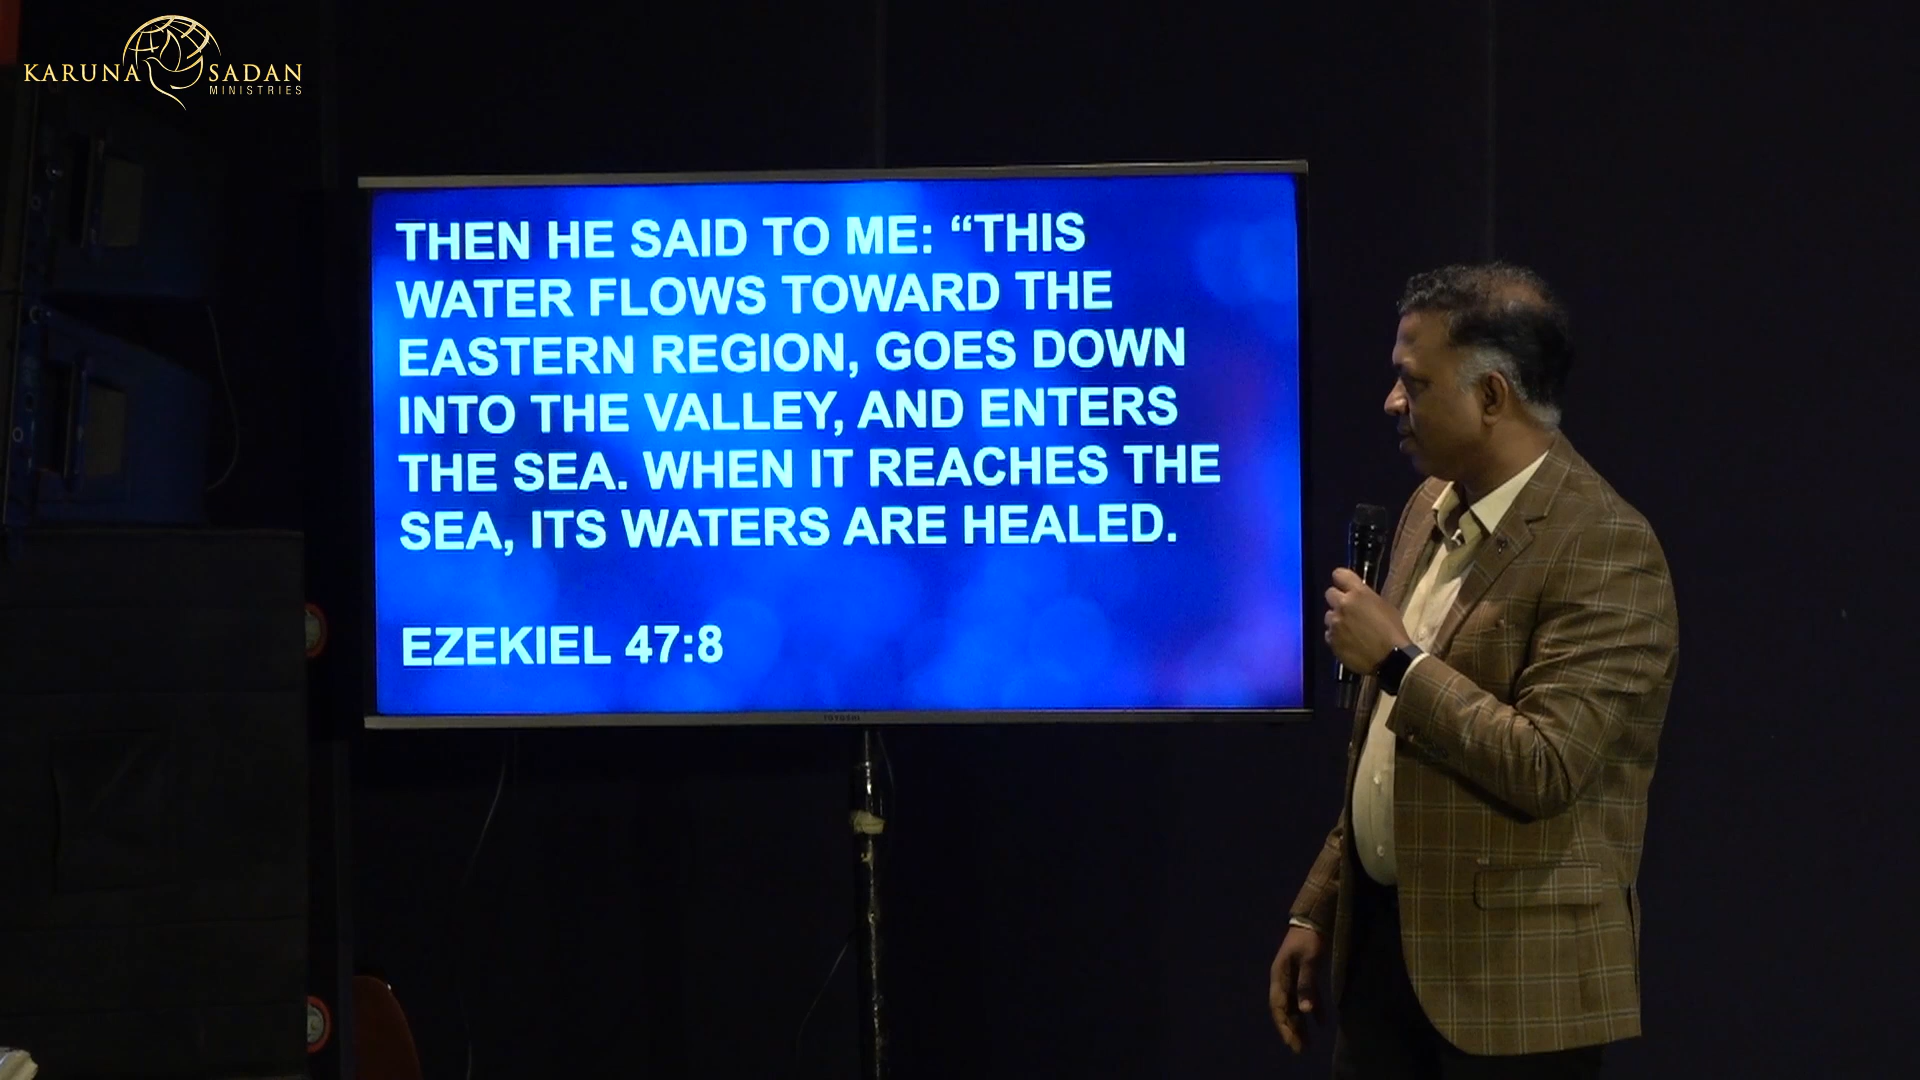 KARUNA SADAN
MINISTRIES
THEN HE SAID TO ME: “THIS
WATER FLOWS TOWARD THE
EASTERN REGION, GOES DOWN
INTO THE VALLEY, AND ENTERS
THE SEA. WHEN IT REACHES THE
SEA, ITS WATERS ARE HEALED.
EZEKIEL 47:8
TOYOSHI